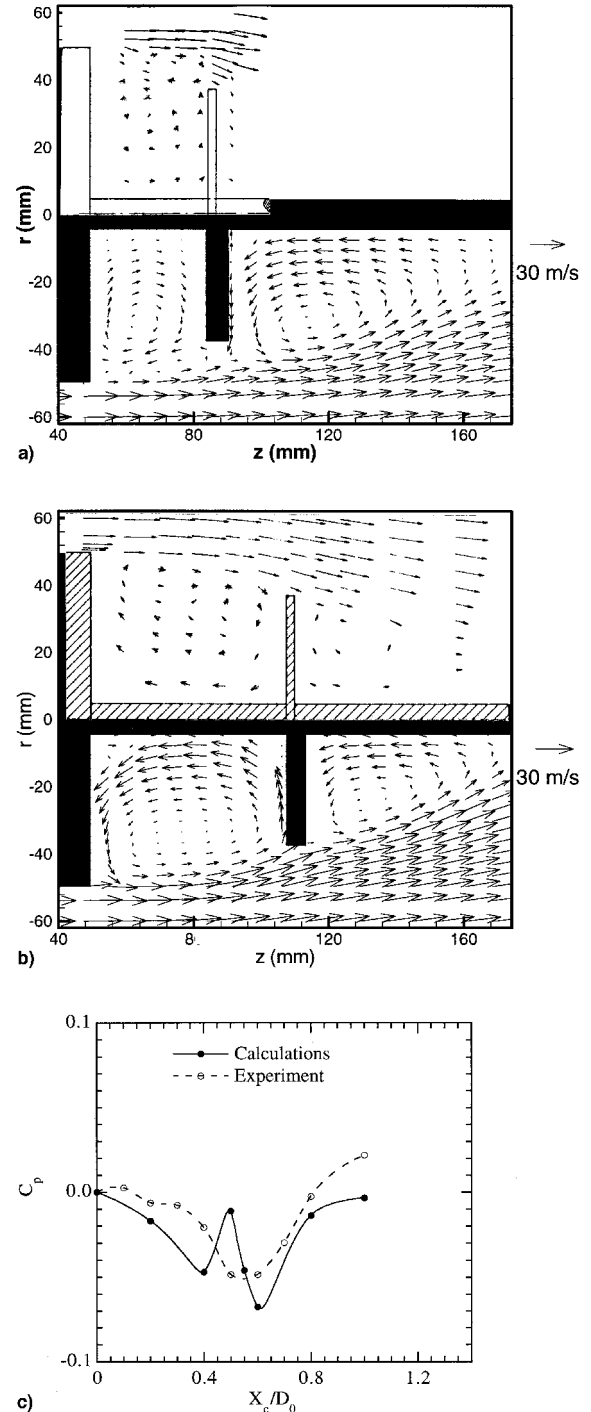 60
40
20
0
-20
-40
-60
r (mm)
30 m/s
40 80 120 160
z (mm)
a)
60
40
20
0
-20
-40
-60
r (mm)
30 m/s
40 8 120 160
z (mm)
b)
0.1
Calculations
Experiment
C_p
0.0
-0.1
0 0.4 0.8 1.2
X_c/D_0
c)